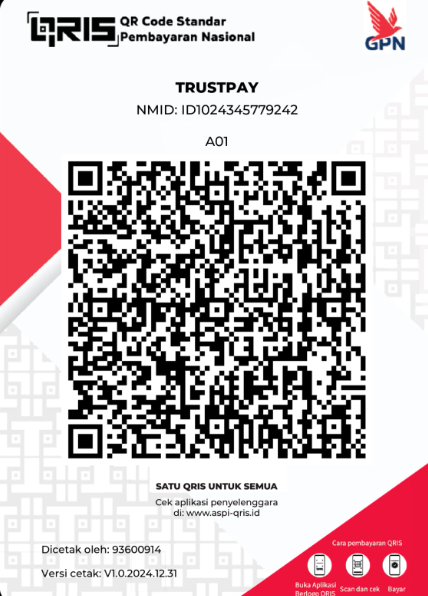 QRIS
QR Code Standar
Pembayaran Nasional
GPN
TRUSTPAY
NMID: ID1024345779242
A01
SATU QRIS UNTUK SEMUA
Cek aplikasi penyelenggara
di: www.aspi-qris.id
Dicetak oleh: 93600914
Versi cetak: V1.0.2024.12.31
Cara pembayaran QRIS
Buka Aplikasi
Berlogo QRIS
Scan dan cek
Bayar